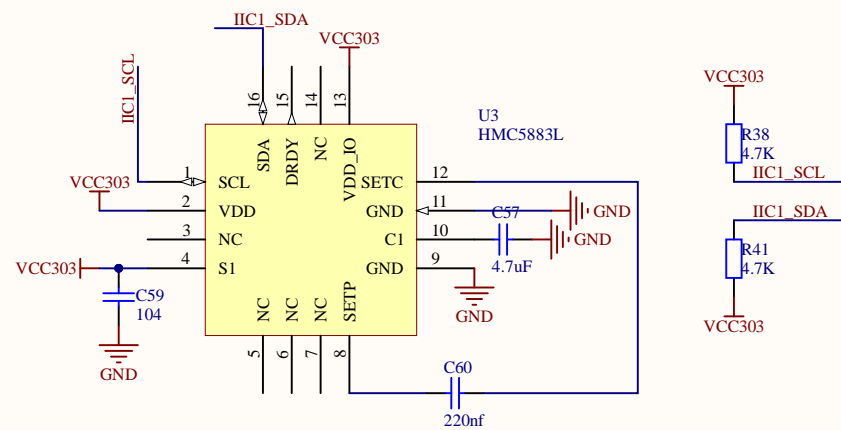 IIC1_SDA
VCC303
IIC1_SCL
16
15
14
13
U3
HMC5883L
SDA
DRDY
NC
VDD_IO
1
SCL
SETC
12
VCC303
2
VDD
GND
11
GND
3
NC
C1
10
C57
4.7uF
GND
VCC303
4
S1
GND
9
GND
C59
104
GND
NC
NC
NC
SETP
5
6
7
8
C60
220nf
VCC303
R38
4.7K
IIC1_SCL
IIC1_SDA
R41
4.7K
VCC303